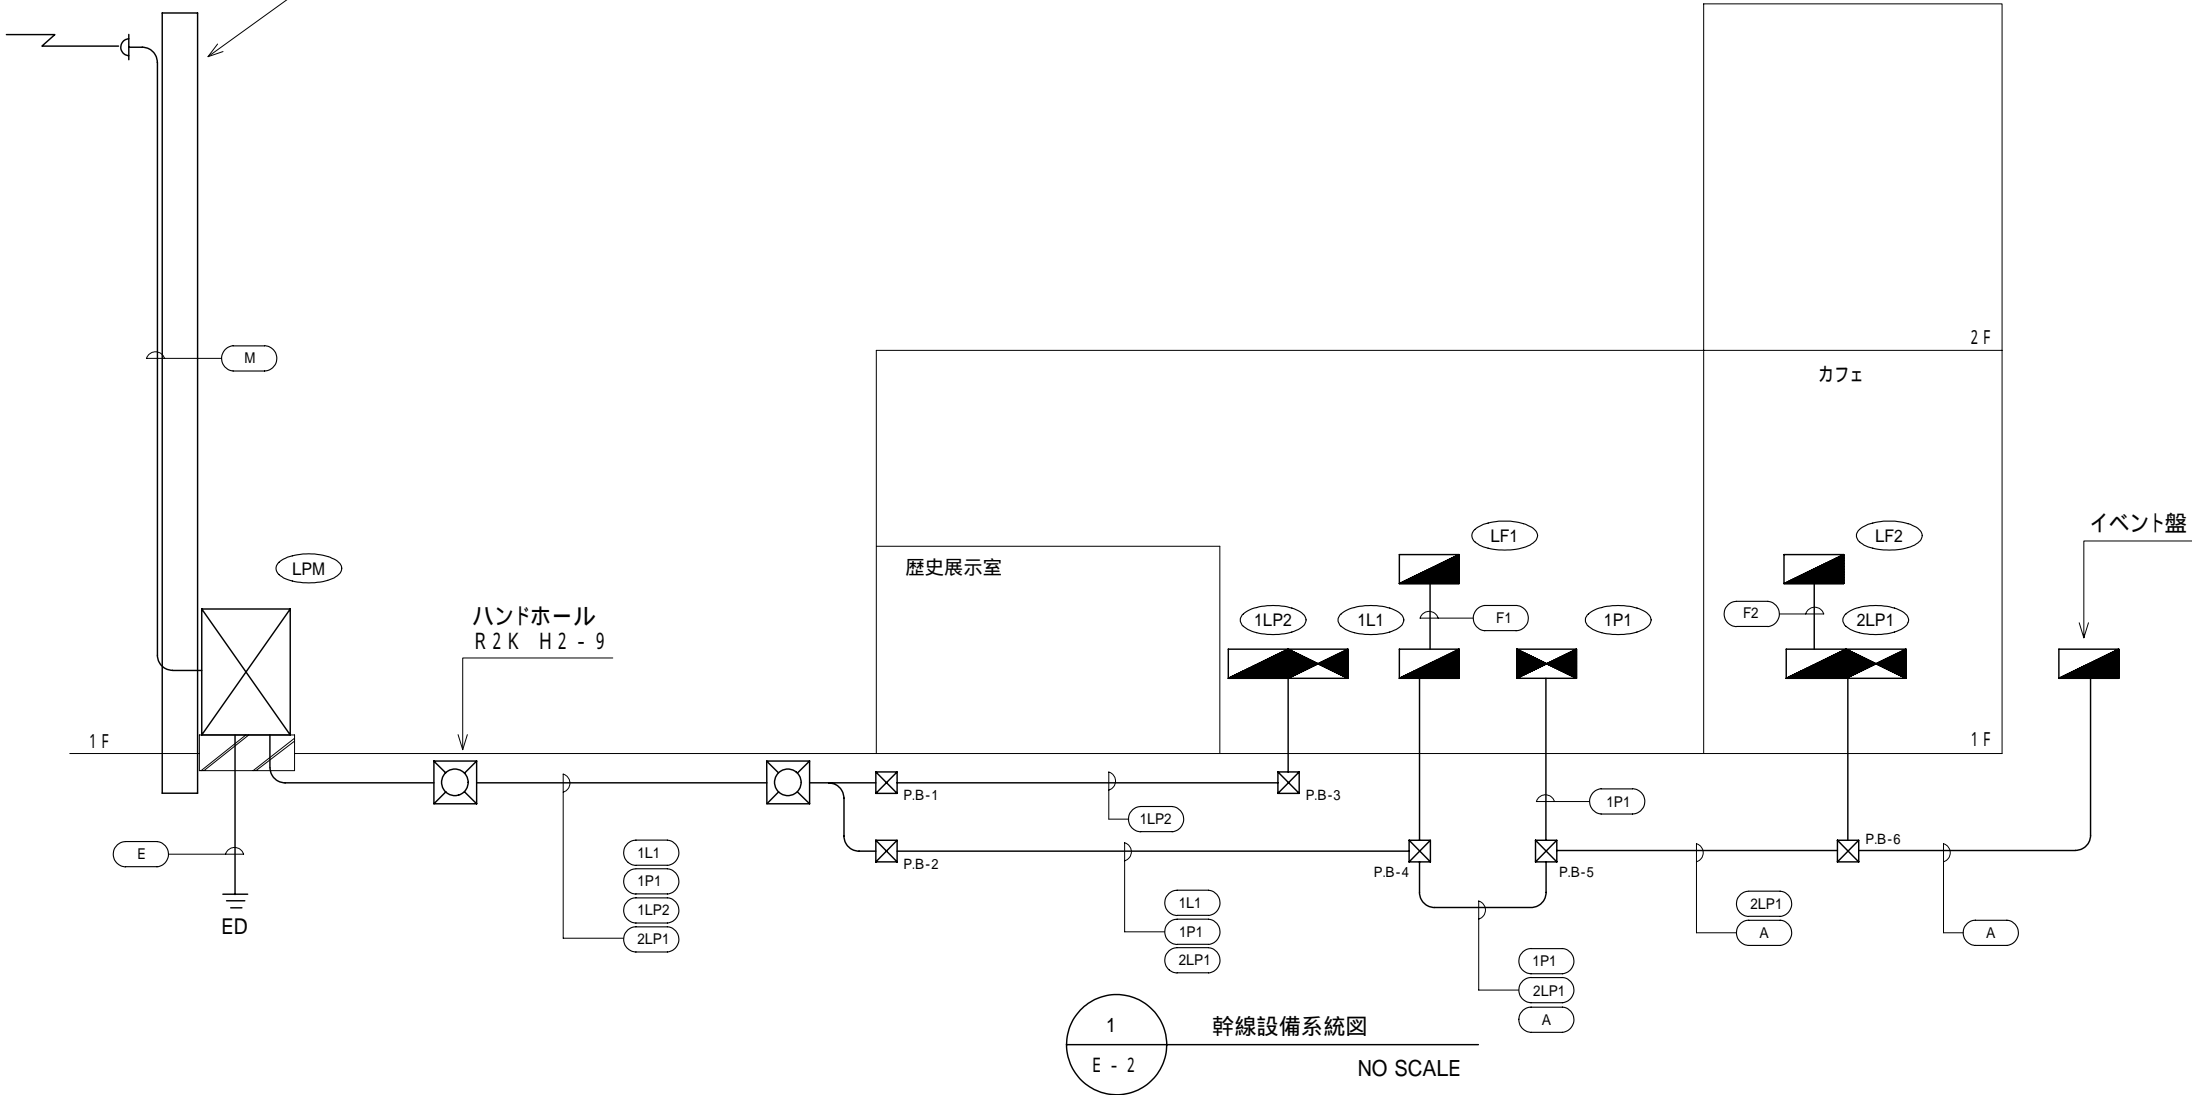 2F
カフェ
M
イベント盤
LF1
LF2
LPM
歴史展示室
ハンドホール
R2K H2-9
1LP2
1L1
F1
1P1
F2
2LP1
1F
1F
P.B-1
P.B-3
1LP2
1P1
P.B-6
E
P.B-2
P.B-4
P.B-5
ED
1L1
1P1
1LP2
2LP1
1L1
1P1
2LP1
2LP1
A
A
1P1
2LP1
A
1
E-2
幹線設備系統図
NO SCALE